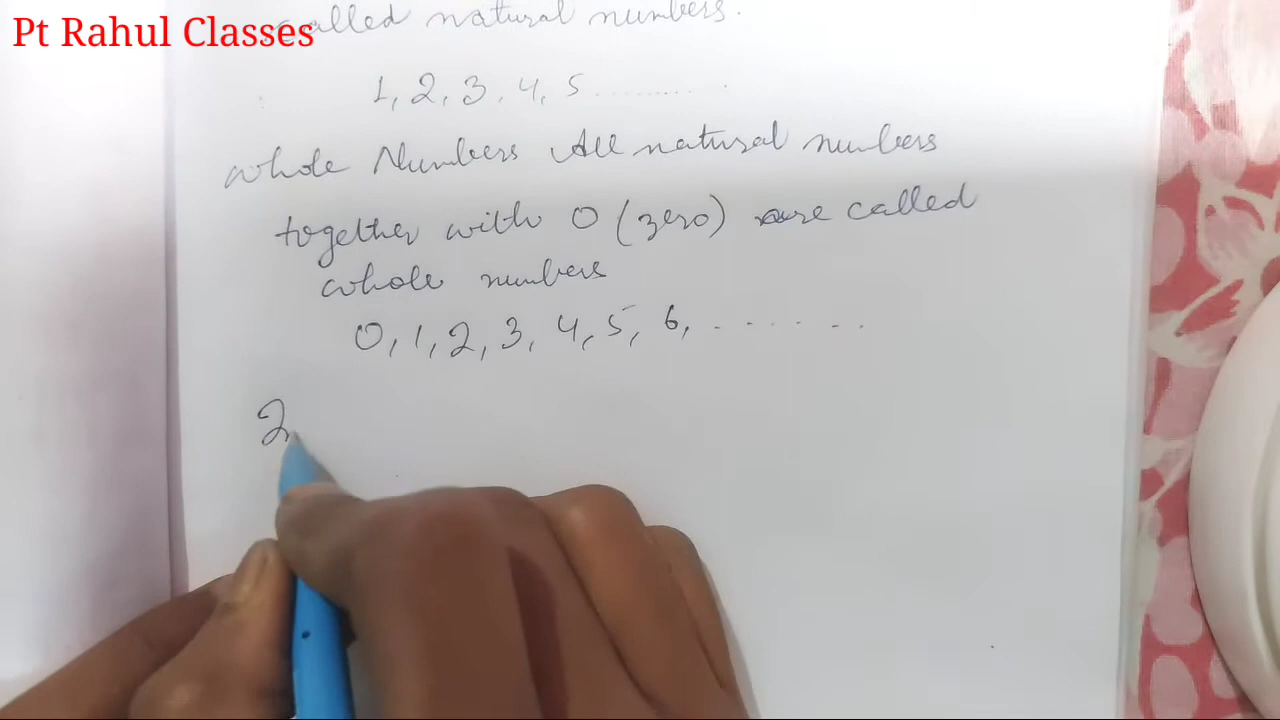 Pt Rahul Classes
called natural numbers.
1, 2, 3, 4, 5 .........
whole Numbers All natural numbers
together with 0 (zero) are called
whole numbers
0, 1, 2, 3, 4, 5, 6, .......